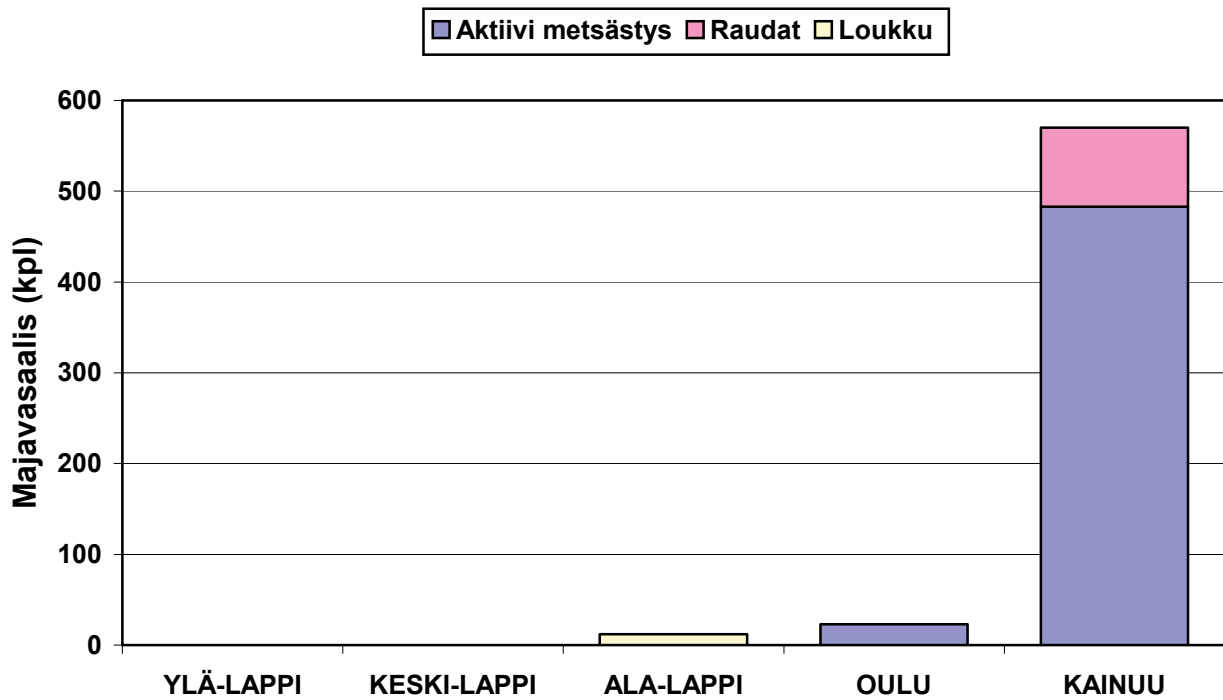 Aktiivi metsästys Raudat Loukku
Majavasaalis (kpl)
600
500
400
300
200
100
0
YLÄ-LAPPI KESKI-LAPPI ALA-LAPPI OULU KAINUU